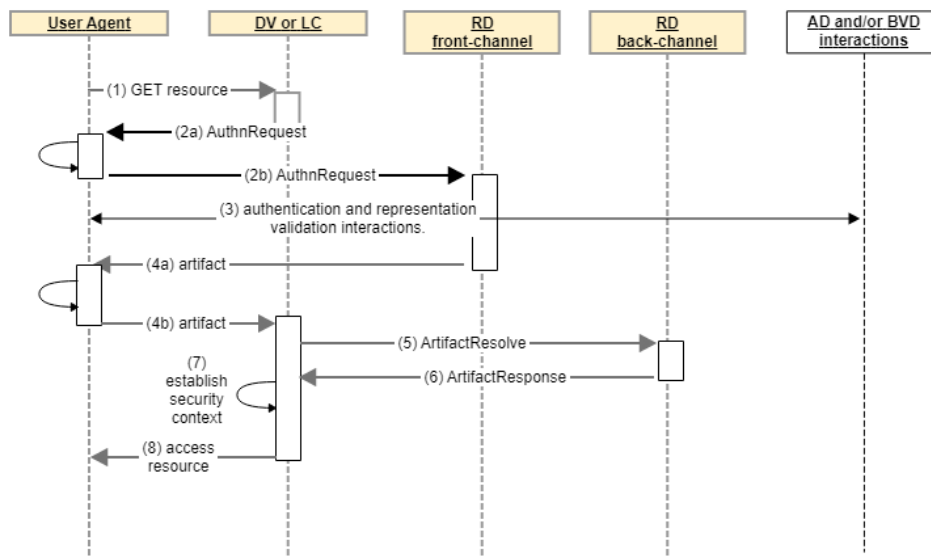 User Agent
DV or LC
RD
front-channel
RD
back-channel
AD and/or BVD
interactions
(1) GET resource
(2a) AuthnRequest
(2b) AuthnRequest
(3) authentication and representation
validation interactions.
(4a) artifact
(4b) artifact
(5) ArtifactResolve
(6) ArtifactResponse
(7)
establish
security
context
(8) access
resource